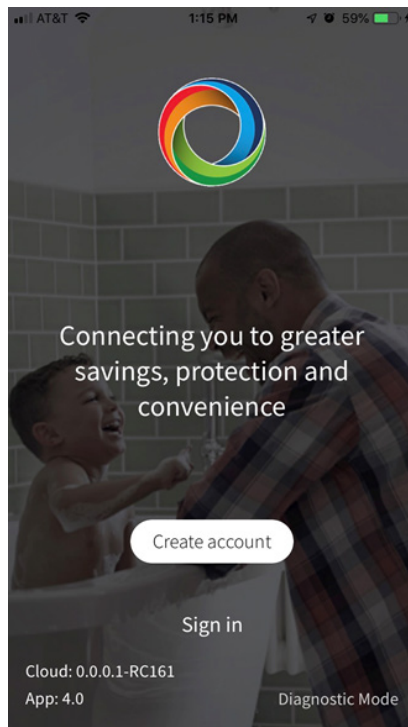 AT&T 1:15 PM 59%
Connecting you to greater
savings, protection and
convenience
Create account
Sign in
Cloud: 0.0.0.1-RC161
App: 4.0 Diagnostic Mode